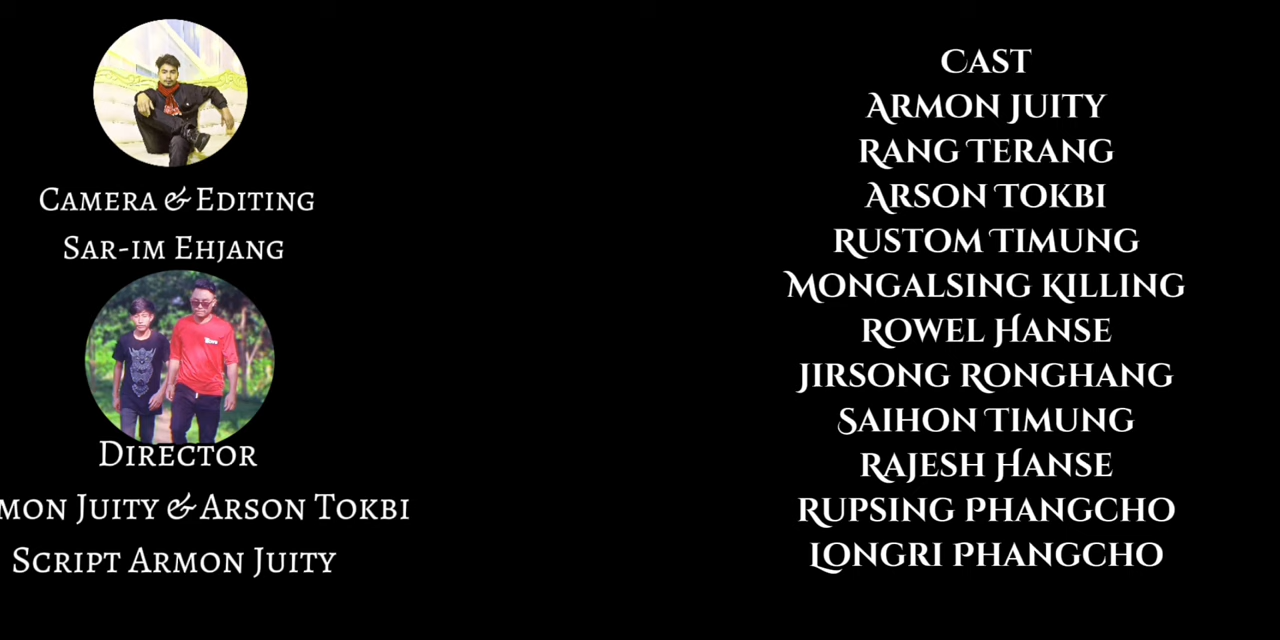 Camera & Editing
Sar-im Ehjang
Director
mon Juity & Arson Tokbi
Script Armon Juity
Cast
Armon Juity
Rang Terang
Arson Tokbi
Rustom Timung
Mongalsing Killing
Rowel Hanse
Jirsong Ronghang
Saihon Timung
Rajesh Hanse
Rupsing Phangcho
Longri Phangcho